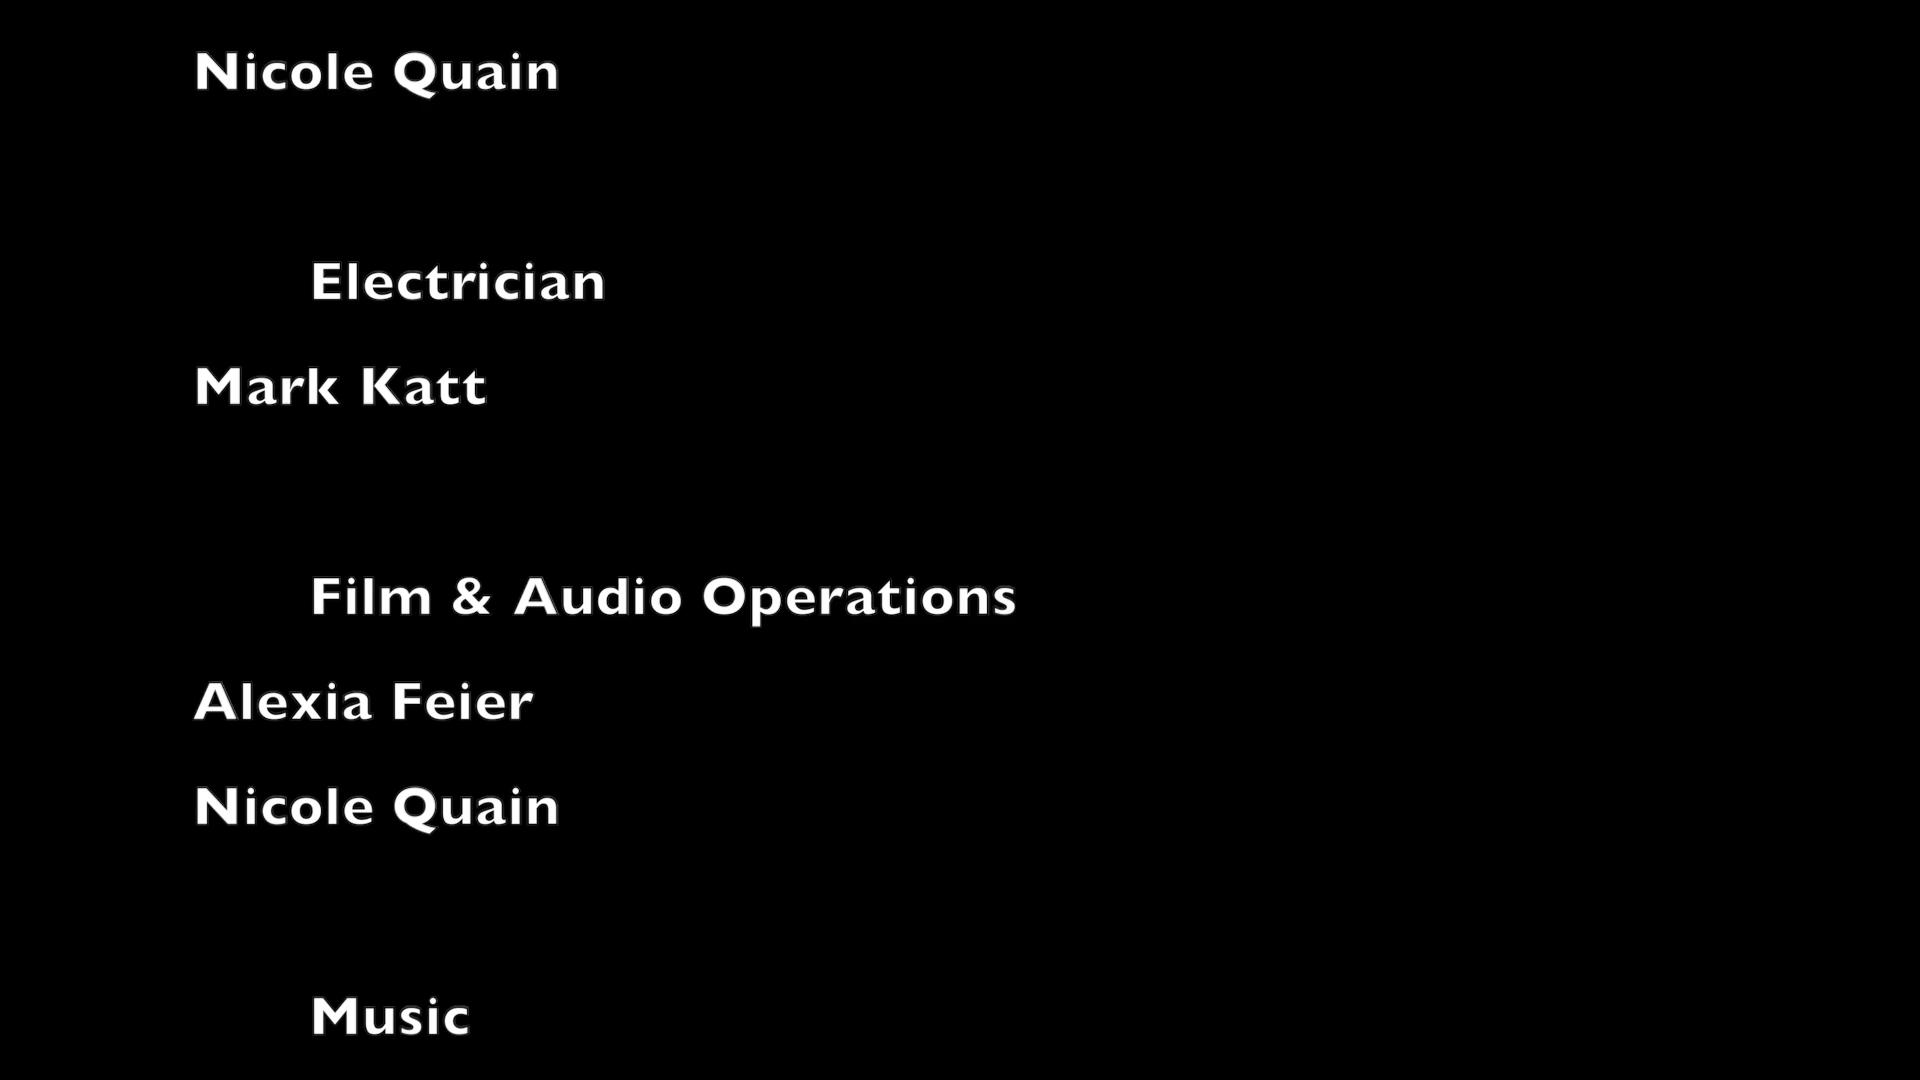 Nicole Quain
Electrician
Mark Katt
Film & Audio Operations
Alexia Feier
Nicole Quain
Music